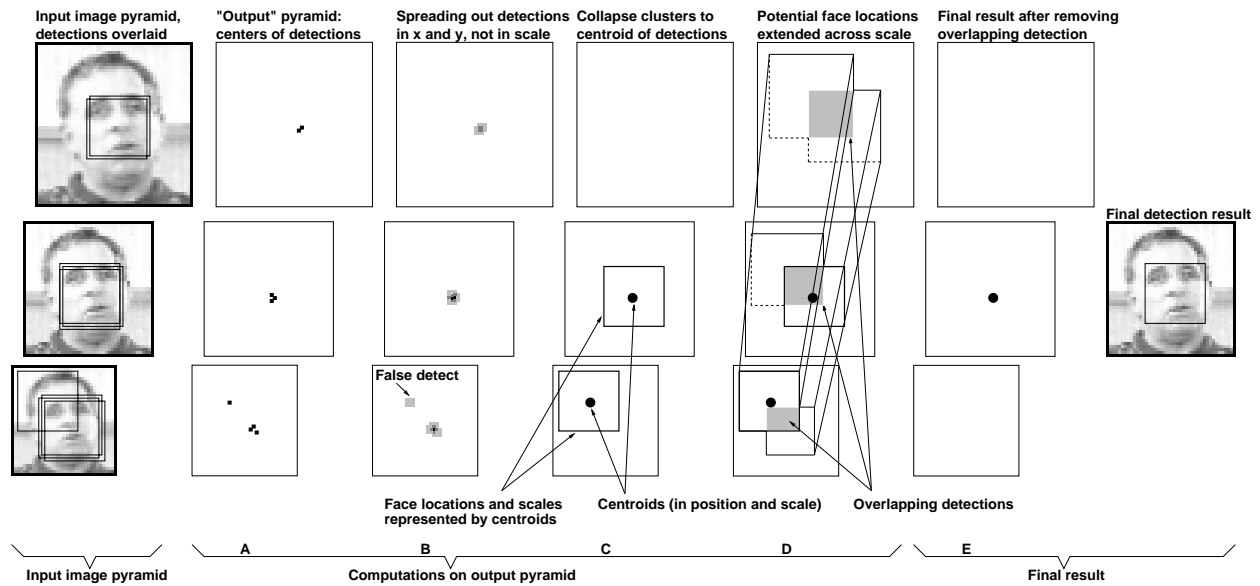 Input image pyramid,
detections overlaid
"Output" pyramid:
centers of detections
Spreading out detections
in x and y, not in scale
Collapse clusters to
centroid of detections
Potential face locations
extended across scale
Final result after removing
overlapping detection
Final detection result
False detect
Face locations and scales
represented by centroids
Centroids (in position and scale)
Overlapping detections
A
B
C
D
E
Input image pyramid
Computations on output pyramid
Final result